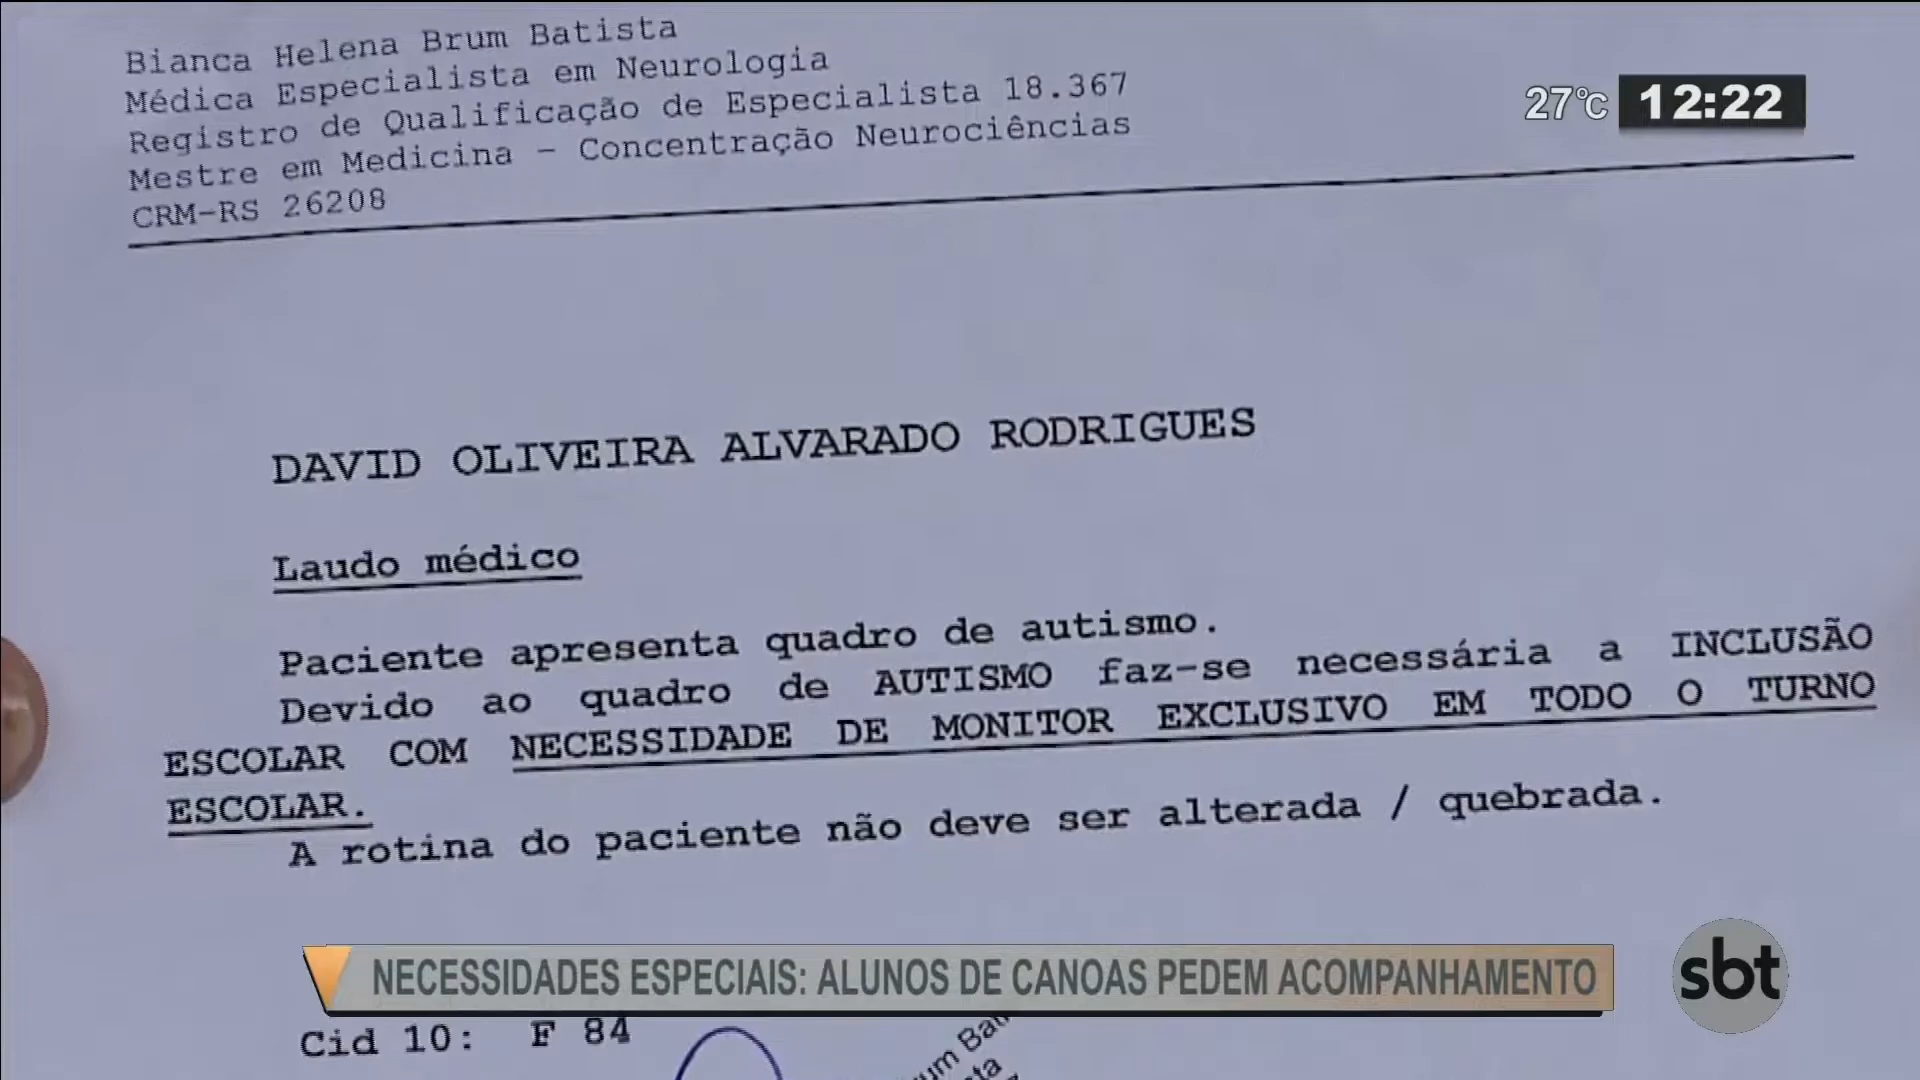 Bianca Helena Brum Batista
Médica Especialista em Neurologia
Registro de Qualificação de Especialista 18.367
Mestre em Medicina - Concentração Neurociências
CRM-RS 26208
27°C 12:22
DAVID OLIVEIRA ALVARADO RODRIGUES
Laudo médico
Paciente apresenta quadro de autismo.
Devido ao quadro de AUTISMO faz-se necessária a INCLUSÃO
ESCOLAR COM NECESSIDADE DE MONITOR EXCLUSIVO EM TODO O TURNO
ESCOLAR.
A rotina do paciente não deve ser alterada / quebrada.
NECESSIDADES ESPECIAIS: ALUNOS DE CANOAS PEDEM ACOMPANHAMENTO
sbt
Cid 10: F 84